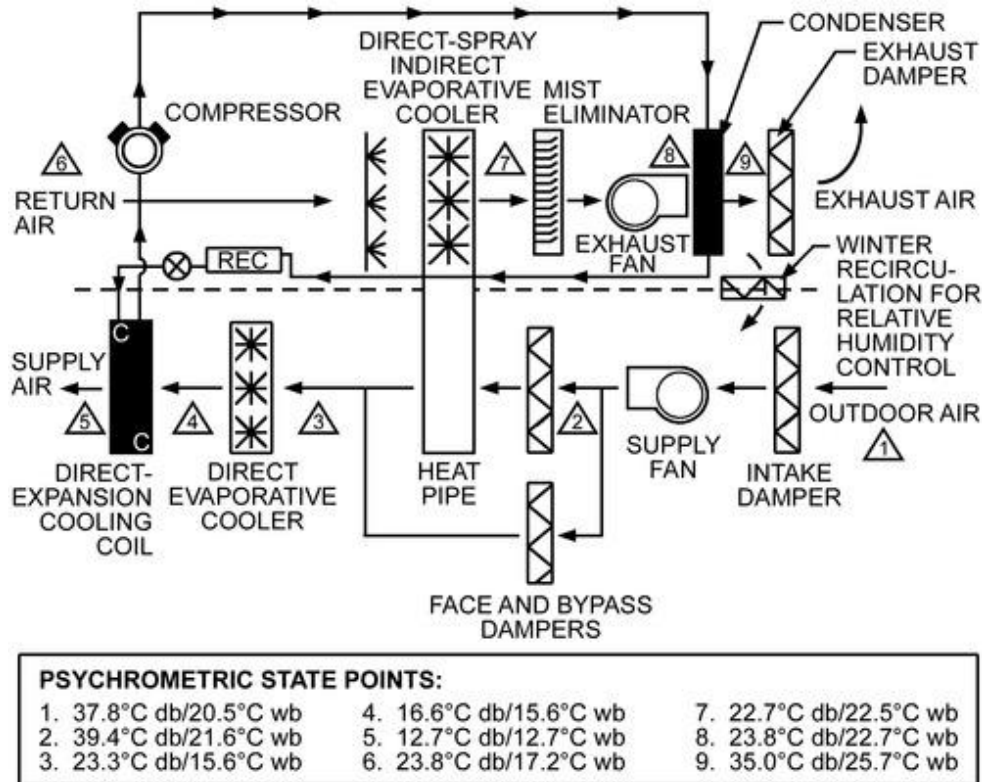 CONDENSER
DIRECT-SPRAY
INDIRECT
EVAPORATIVE
COOLER
MIST
ELIMINATOR
EXHAUST
DAMPER
COMPRESSOR
6
7
8
9
RETURN
AIR
EXHAUST AIR
EXHAUST
FAN
REC
WINTER
RECIRCU-
LATION FOR
RELATIVE
HUMIDITY
CONTROL
C
C
SUPPLY
AIR
5
4
3
2
OUTDOOR AIR
1
DIRECT-
EXPANSION
COOLING
COIL
DIRECT
EVAPORATIVE
COOLER
HEAT
PIPE
SUPPLY
FAN
INTAKE
DAMPER
FACE AND BYPASS
DAMPERS
PSYCHROMETRIC STATE POINTS:
1. 37.8°C db/20.5°C wb
2. 39.4°C db/21.6°C wb
3. 23.3°C db/15.6°C wb
4. 16.6°C db/15.6°C wb
5. 12.7°C db/12.7°C wb
6. 23.8°C db/17.2°C wb
7. 22.7°C db/22.5°C wb
8. 23.8°C db/22.7°C wb
9. 35.0°C db/25.7°C wb